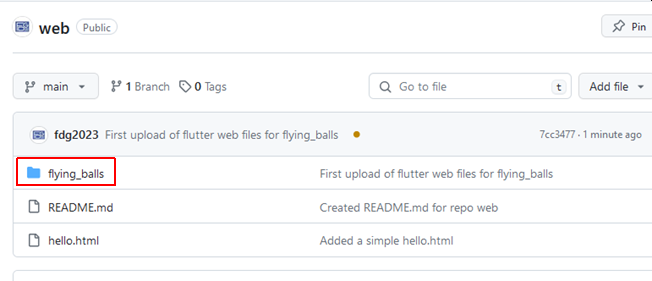 web Public Pin
main 1 Branch 0 Tags Go to file t Add file
fdg2023 First upload of flutter web files for flying_balls 7cc3477 · 1 minute ago
flying_balls First upload of flutter web files for flying_balls
README.md Created README.md for repo web
hello.html Added a simple hello.html